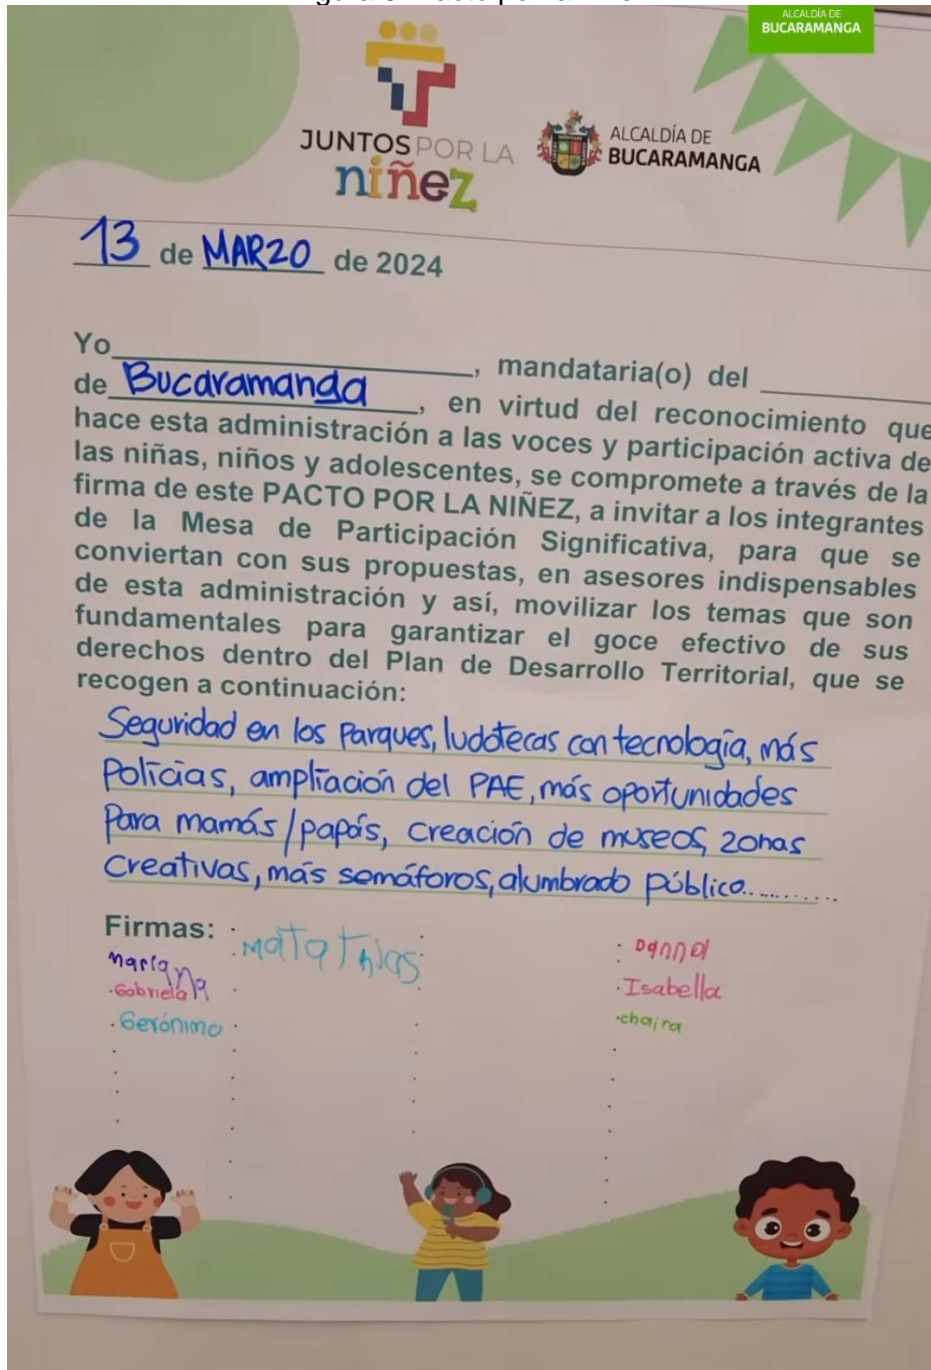 ALCALDÍA DE
BUCARAMANGA
JUNTOS POR LA
niñez
ALCALDÍA DE
BUCARAMANGA
13 de MARZO de 2024
Yo____________________, mandataria(o) del __________
de Bucaramanga, en virtud del reconocimiento que
hace esta administración a las voces y participación activa de
las niñas, niños y adolescentes, se compromete a través de la
firma de este PACTO POR LA NIÑEZ, a invitar a los integrantes
de la Mesa de Participación Significativa, para que se
conviertan con sus propuestas, en asesores indispensables
de esta administración y así, movilizar los temas que son
fundamentales para garantizar el goce efectivo de sus
derechos dentro del Plan de Desarrollo Territorial, que se
recogen a continuación:
Seguridad en los Parques, ludotecas con tecnología, más
Policías, ampliación del PAE, más oportunidades
Para mamás/papás, creación de museos, zonas
Creativas, más semáforos, alumbrado público..........
Firmas:
Mariana
Gabriela
Gerónimo
Isabella
chaira